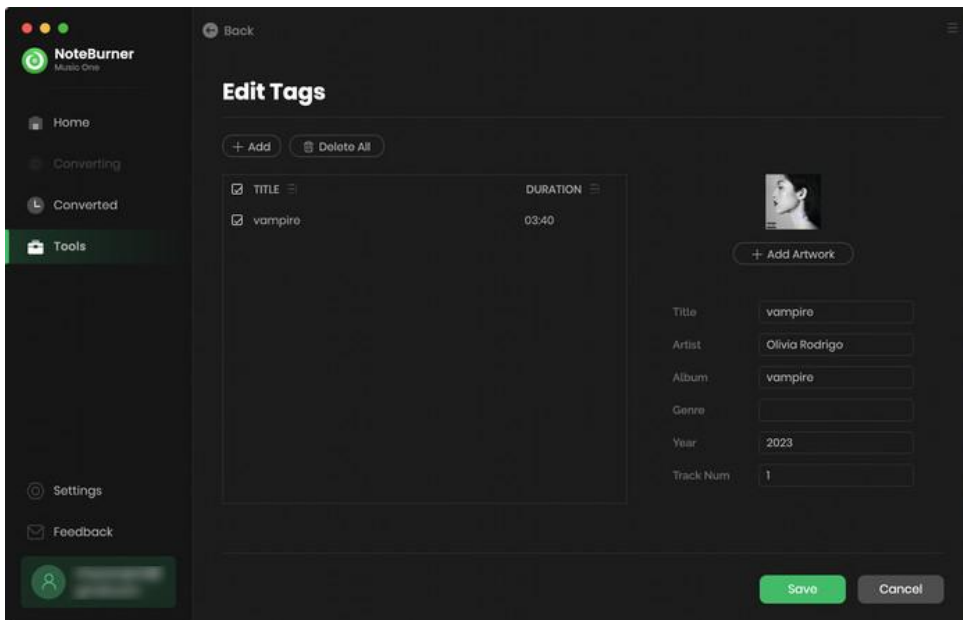 NoteBurner
Music One
Home
Converting
Converted
Tools
Settings
Feedback
Back
Edit Tags
+ Add
Delete All
TITLE DURATION
vampire 03:40
+ Add Artwork
Title vampire
Artist Olivia Rodrigo
Album vampire
Genre
Year 2023
Track Num 1
Save Cancel